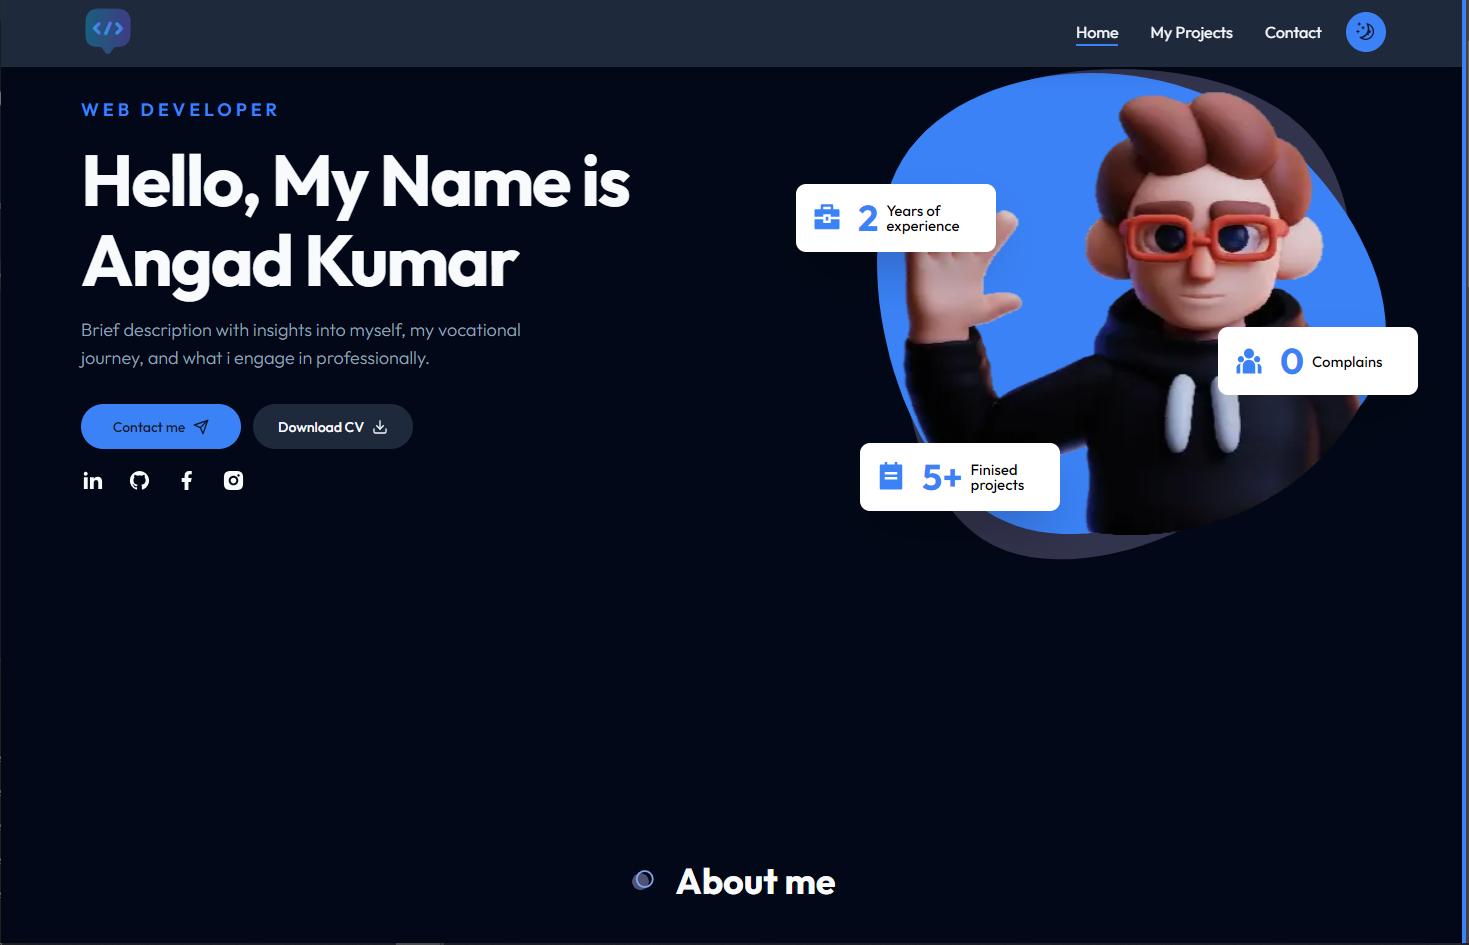 </>
Home
My Projects
Contact
WEB DEVELOPER
Hello, My Name is
Angad Kumar
Brief description with insights into myself, my vocational
journey, and what i engage in professionally.
Contact me
Download CV
2 Years of
experience
0 Complains
5+ Finised
projects
About me